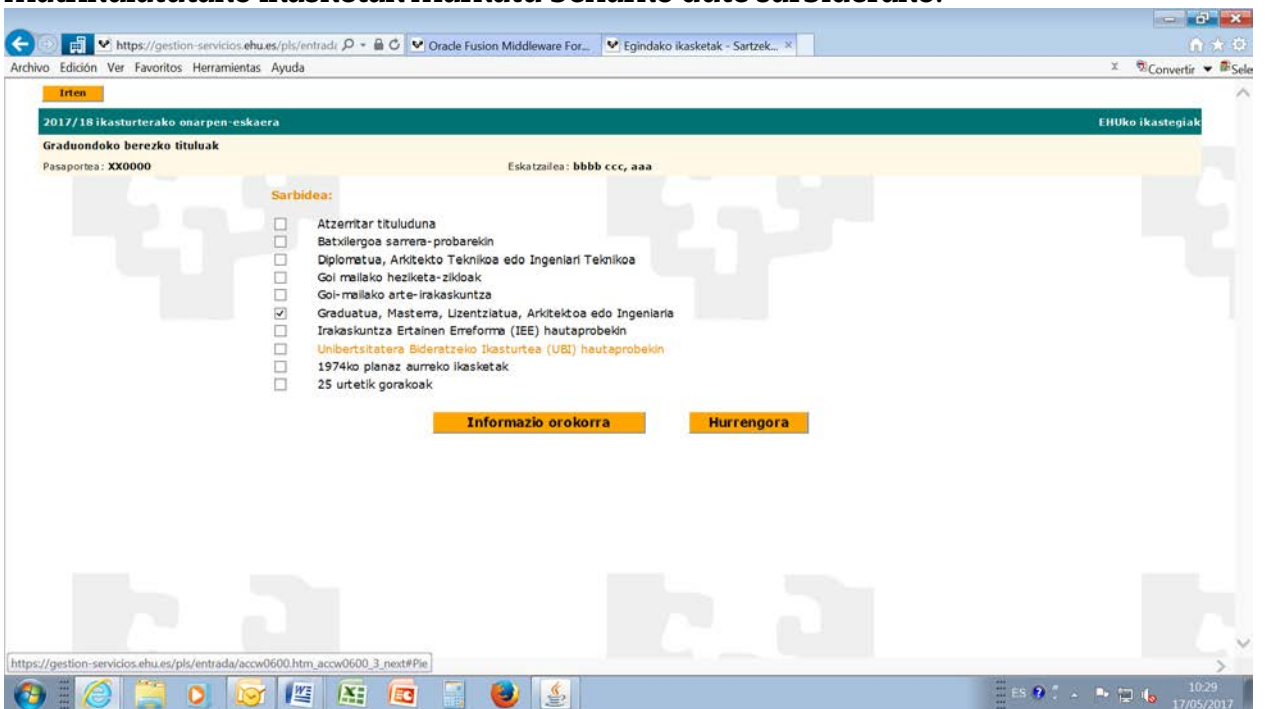 https://gestion-servicios.ehu.es/pls/entrada
Oracle Fusion Middleware For...
Egindako ikasketak - Sartzek...
Archivo Edición Ver Favoritos Herramientas Ayuda
x Convertir Sele
Irten
2017/18 ikasturterako onarpen-eskaera EHUko ikastegiak
Graduondoko berezko tituluak
Pasaportea: XX0000 Eskatzailea: bbbb ccc, aaa
Sarbidea:
Atzerritar tituluduna
Batxilergoa sarrera-probarekin
Diplomatua, Arkitekto Teknikoa edo Ingeniari Teknikoa
Goi mailako heziketa-zikloak
Goi-mailako arte-irakaskuntza
Graduatua, Masterra, Lizentziatua, Arkitektoa edo Ingeniaria
Irakaskuntza Ertainen Erreforma (IEE) hautaprobekin
Unibertsitatera Bideratzeko Ikasturtea (UBI) hautaprobekin
1974ko planaz aurreko ikasketak
25 urtetik gorakoak
Informazio orokorra Hurrengora
https://gestion-servicios.ehu.es/pls/entrada/accw0600.htm_accw0600_3_next#Pie
ES
10:29
17/05/2017